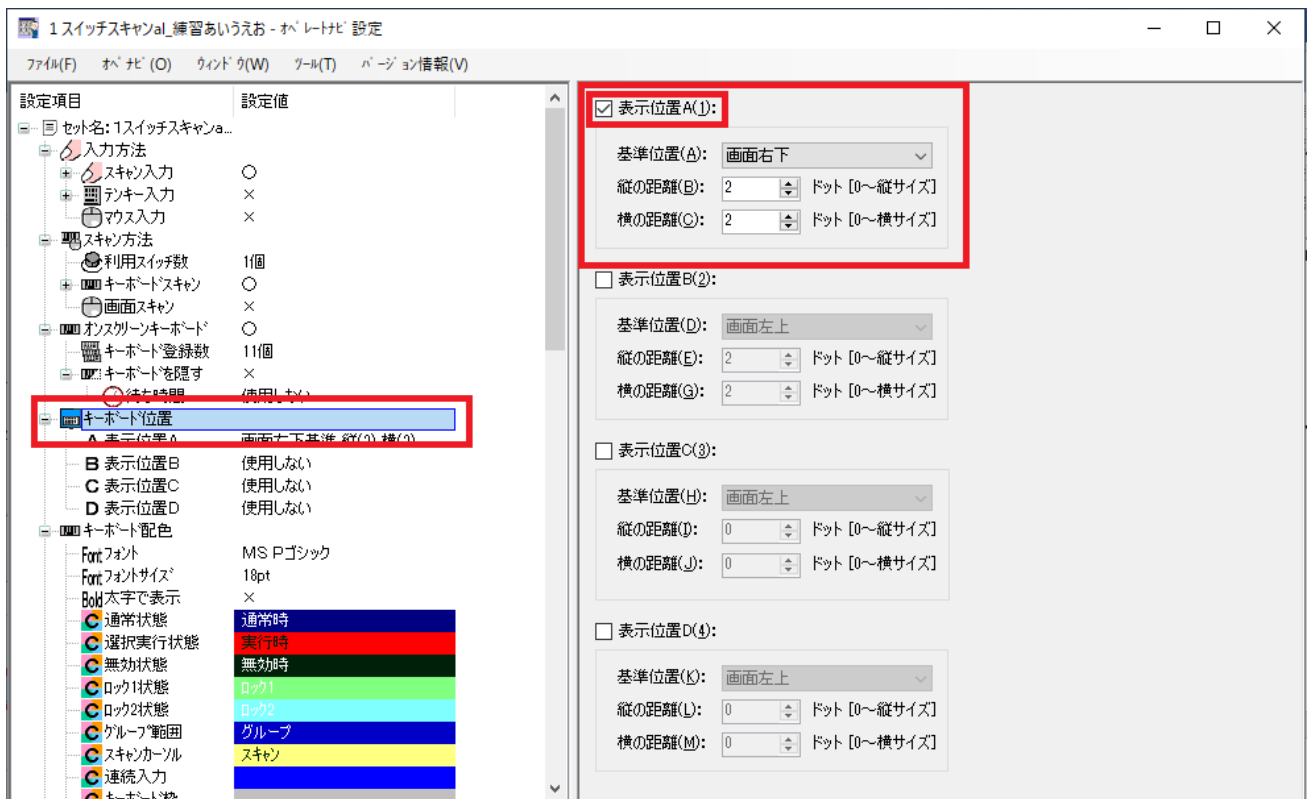 1スイッチスキャンal_練習あいうえお - ｵﾍﾟﾚｰﾄﾅﾋﾞ設定
ﾌｧｲﾙ(F) ｵﾍﾟﾅﾋﾞ(O) ｳｨﾝﾄﾞｳ(W) ﾂｰﾙ(T) ﾊﾞｰｼﾞｮﾝ情報(V)
設定項目 設定値
ｾｯﾄ名: 1スイッチスキャンa...
入力方法
ｽｷｬﾝ入力 ○
ﾃﾝｷｰ入力 ×
ﾏｳｽ入力 ×
ｽｷｬﾝ方法
利用ｽｲｯﾁ数 1個
ｷｰﾎﾞｰﾄﾞｽｷｬﾝ ○
画面ｽｷｬﾝ ×
ｵﾝｽｸﾘｰﾝｷｰﾎﾞｰﾄﾞ ○
ｷｰﾎﾞｰﾄﾞ登録数 11個
ｷｰﾎﾞｰﾄﾞを隠す ×
待ち時間 使用しない
ｷｰﾎﾞｰﾄﾞ位置
A 表示位置A 画面右下基準 縦(2) 横(2)
B 表示位置B 使用しない
C 表示位置C 使用しない
D 表示位置D 使用しない
ｷｰﾎﾞｰﾄﾞ配色
Font ﾌｫﾝﾄ MS Pゴシック
Font ﾌｫﾝﾄｻｲｽﾞ 18pt
Bold 太字で表示 ×
C 通常状態 通常時
C 選択実行状態 実行時
C 無効状態 無効時
C ﾛｯｸ1状態 ﾛｯｸ1
C ﾛｯｸ2状態 ﾛｯｸ2
C ｸﾞﾙｰﾌﾟ範囲 グループ
C ｽｷｬﾝｶｰｿﾙ スキャン
C 連続入力
C ｷｰﾎﾞｰﾄﾞ枠
表示位置A(1):
基準位置(A): 画面右下
縦の距離(B): 2 ドット [0～縦サイズ]
横の距離(C): 2 ドット [0～横サイズ]
表示位置B(2):
基準位置(D): 画面左上
縦の距離(E): 2 ドット [0～縦サイズ]
横の距離(G): 2 ドット [0～横サイズ]
表示位置C(3):
基準位置(H): 画面左上
縦の距離(I): 0 ドット [0～縦サイズ]
横の距離(J): 0 ドット [0～横サイズ]
表示位置D(4):
基準位置(K): 画面左上
縦の距離(L): 0 ドット [0～縦サイズ]
横の距離(M): 0 ドット [0～横サイズ]